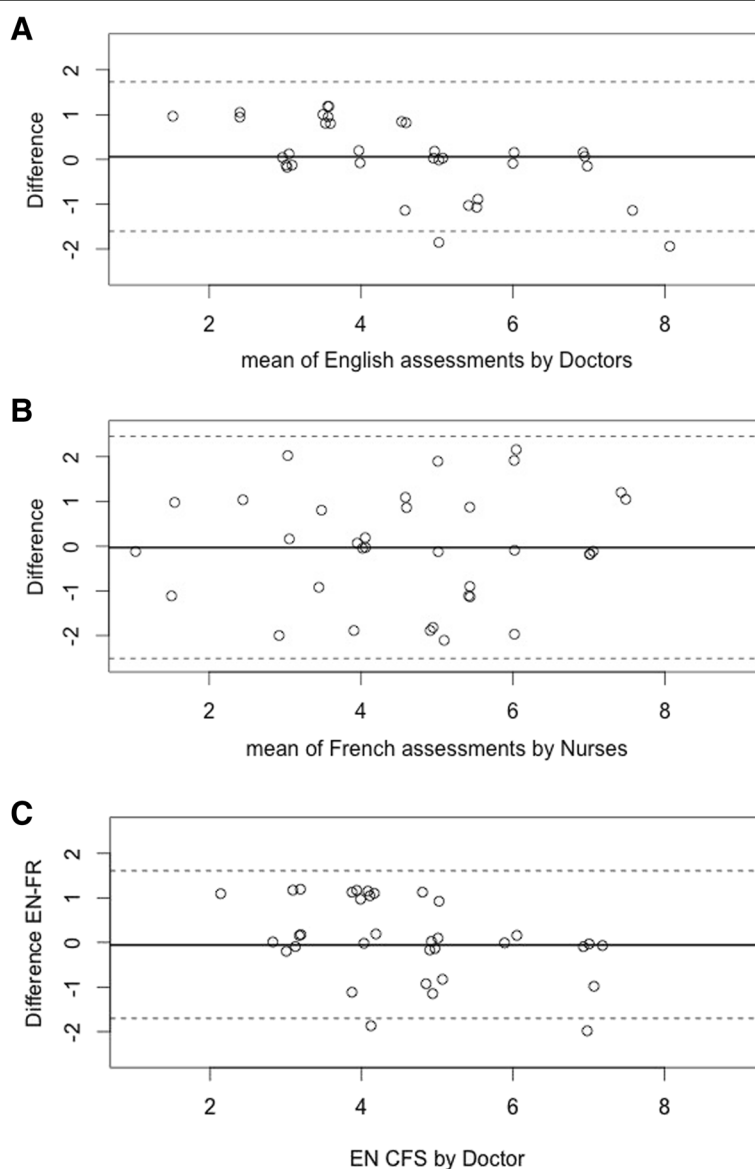 A
Difference
2
1
0
-1
-2
2 4 6 8
mean of English assessments by Doctors
B
Difference
2
1
0
-1
-2
2 4 6 8
mean of French assessments by Nurses
C
Difference EN-FR
2
1
0
-1
-2
2 4 6 8
EN CFS by Doctor